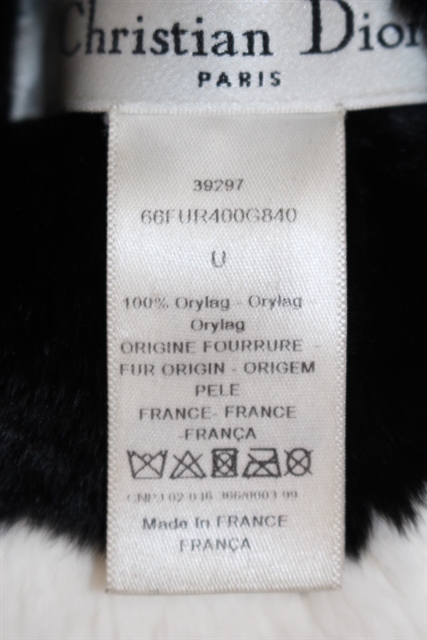 Christian Dior
PARIS
39297
66FUR400G840
U
100% Orylag - Orylag -
Orylag
ORIGINE FOURRURE -
FUR ORIGIN - ORIGEM
PELE
FRANCE- FRANCE
-FRANÇA
Made In FRANCE
FRANÇA